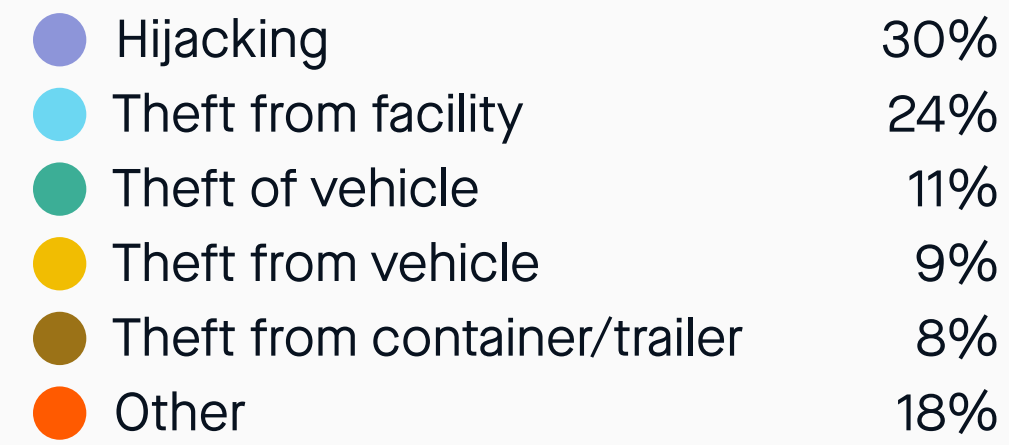 Hijacking 30%
Theft from facility 24%
Theft of vehicle 11%
Theft from vehicle 9%
Theft from container/trailer 8%
Other 18%